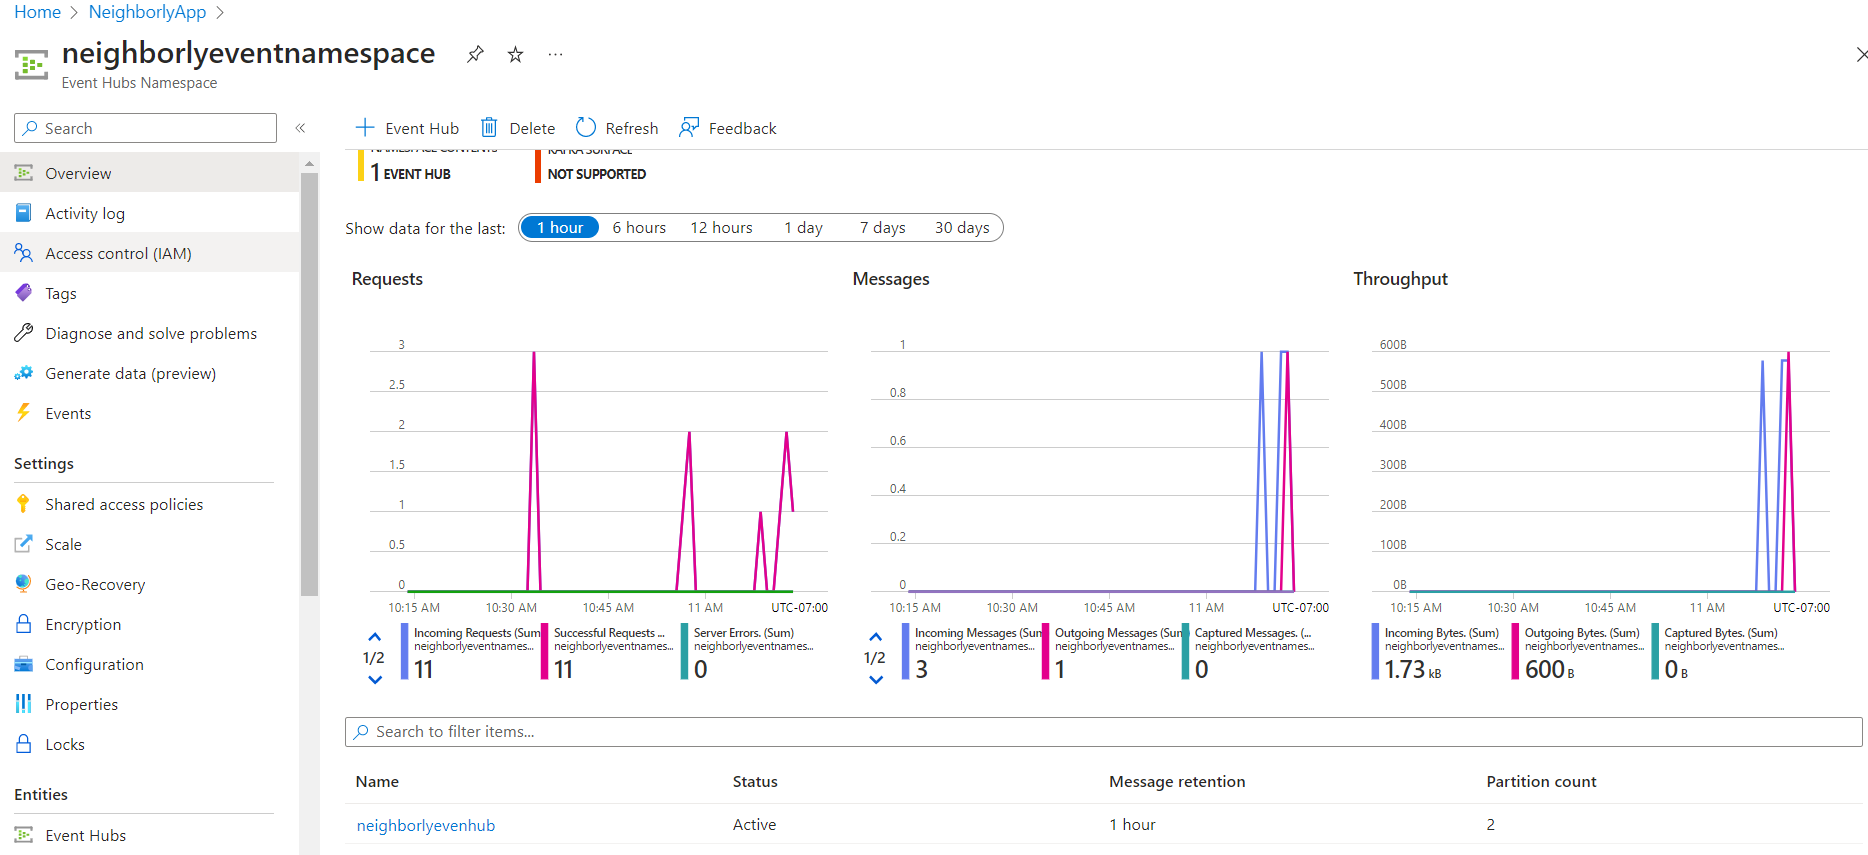 Home > NeighborlyApp >
neighborlyeventnamespace
Event Hubs Namespace
Search
Event Hub Delete Refresh Feedback
Overview
Activity log
Access control (IAM)
Tags
Diagnose and solve problems
Generate data (preview)
Events
Settings
Shared access policies
Scale
Geo-Recovery
Encryption
Configuration
Properties
Locks
Entities
Event Hubs
NAMESPACE CONTENTS
1 EVENT HUB
KAFKA SURFACE
NOT SUPPORTED
Show data for the last: 1 hour 6 hours 12 hours 1 day 7 days 30 days
Requests
3
2.5
2
1.5
1
0.5
0
10:15 AM 10:30 AM 10:45 AM 11 AM UTC-07:00
1/2
Incoming Requests (Sum
neighborlyeventnames...
11
Successful Requests ...
neighborlyeventnames...
11
Server Errors. (Sum)
neighborlyeventnames...
0
Messages
1
0.8
0.6
0.4
0.2
0
10:15 AM 10:30 AM 10:45 AM 11 AM UTC-07:00
1/2
Incoming Messages (Sum
neighborlyeventnames...
3
Outgoing Messages (Sum
neighborlyeventnames...
1
Captured Messages. (...
neighborlyeventnames...
0
Throughput
600B
500B
400B
300B
200B
100B
0B
10:15 AM 10:30 AM 10:45 AM 11 AM UTC-07:00
Incoming Bytes. (Sum)
neighborlyeventnames...
1.73 kB
Outgoing Bytes. (Sum)
neighborlyeventnames...
600 B
Captured Bytes. (Sum)
neighborlyeventnames...
0 B
Search to filter items...
Name Status Message retention Partition count
neighborlyevenhub Active 1 hour 2